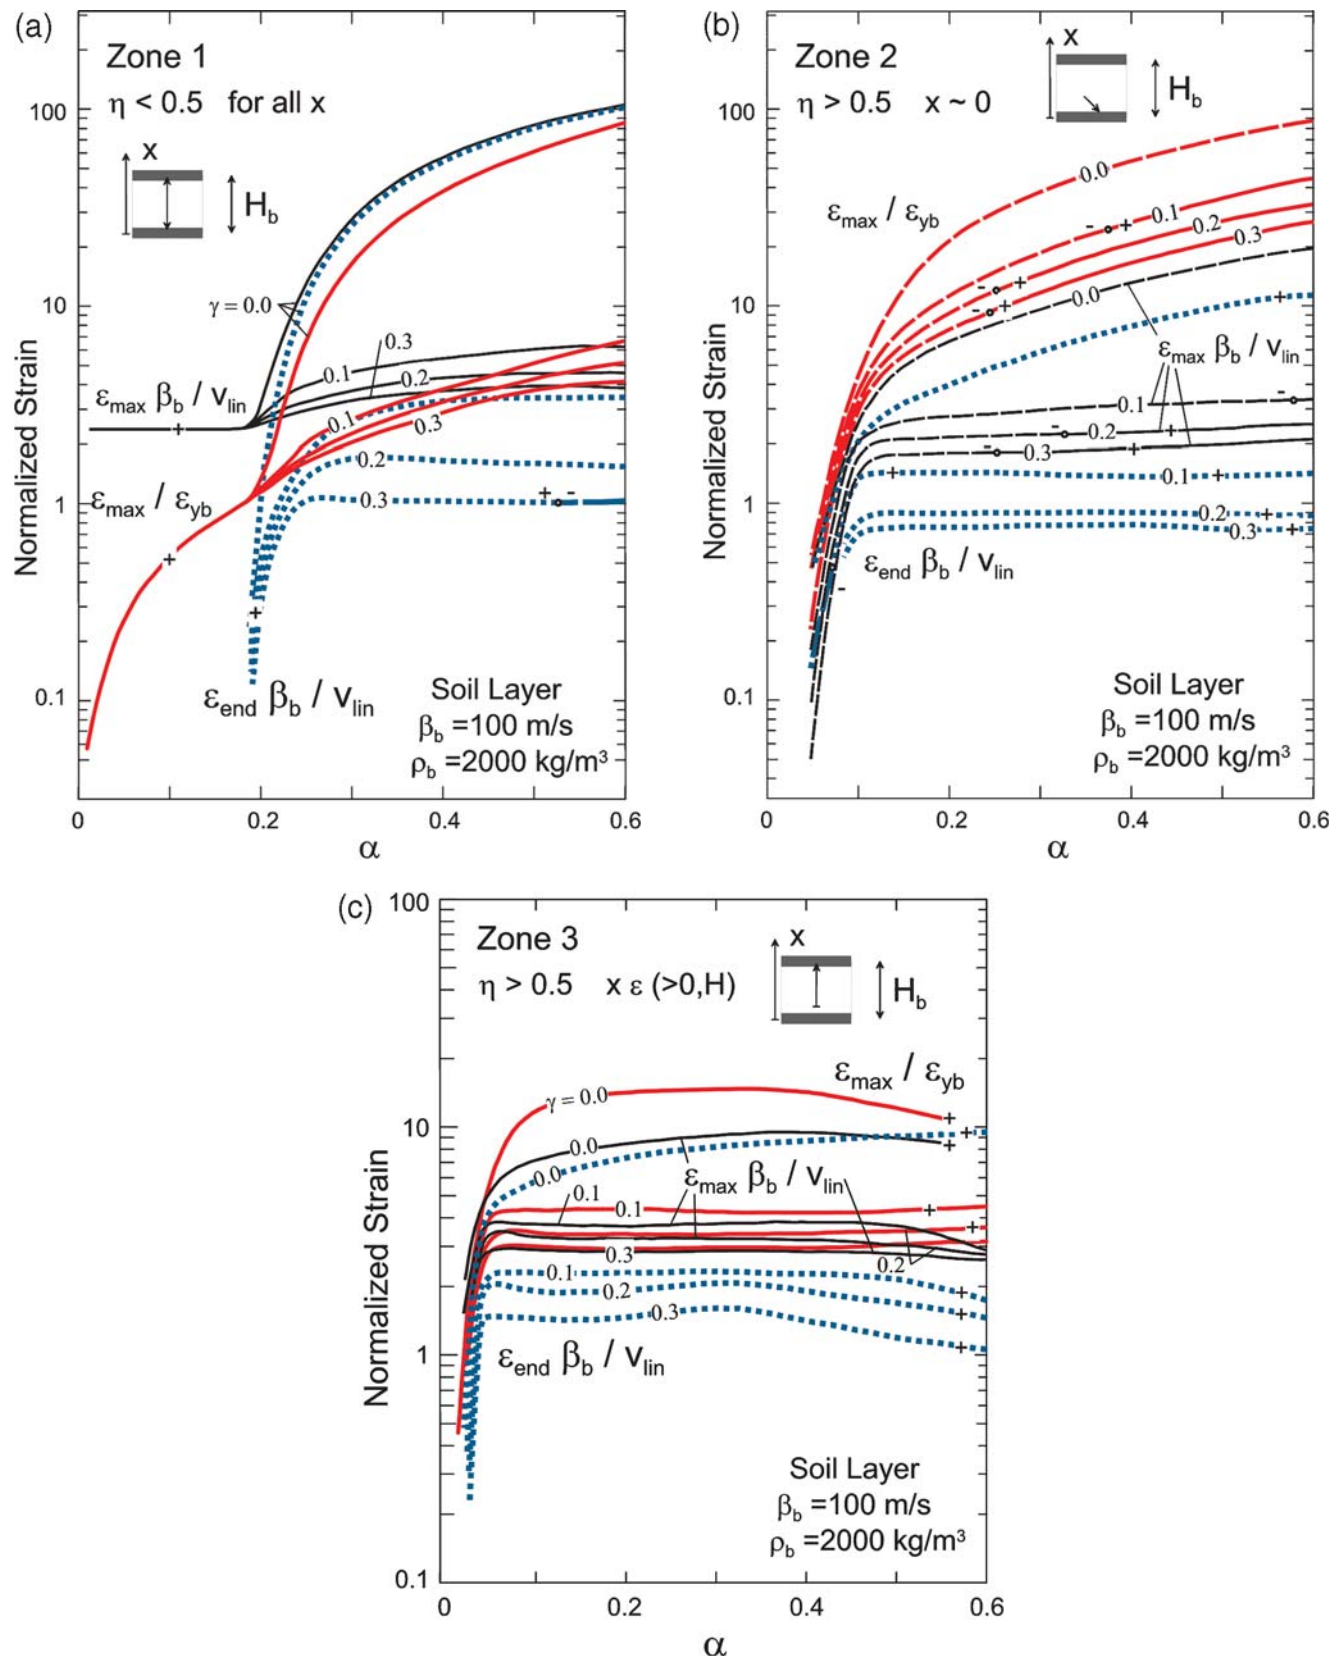 (a)
Zone 1
η < 0.5 for all x
x
H_b
γ = 0.0
0.3
0.1
0.2
ε_max β_b / v_lin
0.1
0.3
ε_max / ε_yb
0.2
0.3
+ -
ε_end β_b / v_lin
Soil Layer
β_b =100 m/s
ρ_b =2000 kg/m³
Normalized Strain
100
10
1
0.1
0
0.2
0.4
0.6
α
(b)
Zone 2
η > 0.5 x ~ 0
x
H_b
0.0
ε_max / ε_yb
- +
0.1
0.2
- +
0.3
- +
0.0
+
ε_max β_b / v_lin
0.1
-
- 0.2 +
- 0.3 +
+ 0.1 +
0.2 +
0.3 +
ε_end β_b / v_lin
-
Soil Layer
β_b =100 m/s
ρ_b =2000 kg/m³
Normalized Strain
100
10
1
0.1
0
0.2
0.4
0.6
α
(c)
Zone 3
η > 0.5 x ε (>0,H)
x
H_b
ε_max / ε_yb
γ = 0.0
+
+
0.0
+
0.0
ε_max β_b / v_lin
0.1
0.1
+
+
0.3
0.2
0.1
0.2
+
0.3
+
+
ε_end β_b / v_lin
Soil Layer
β_b =100 m/s
ρ_b =2000 kg/m³
Normalized Strain
100
10
1
0.1
0
0.2
0.4
0.6
α